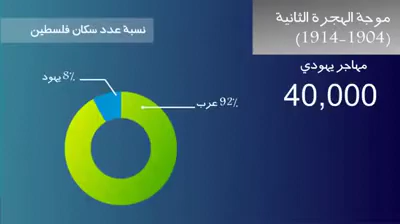 موجة الهجرة الثانية
(1904-1914)
مهاجر يهودي
40,000
نسبة عدد سكان فلسطين
8٪ يهود
92٪ عرب